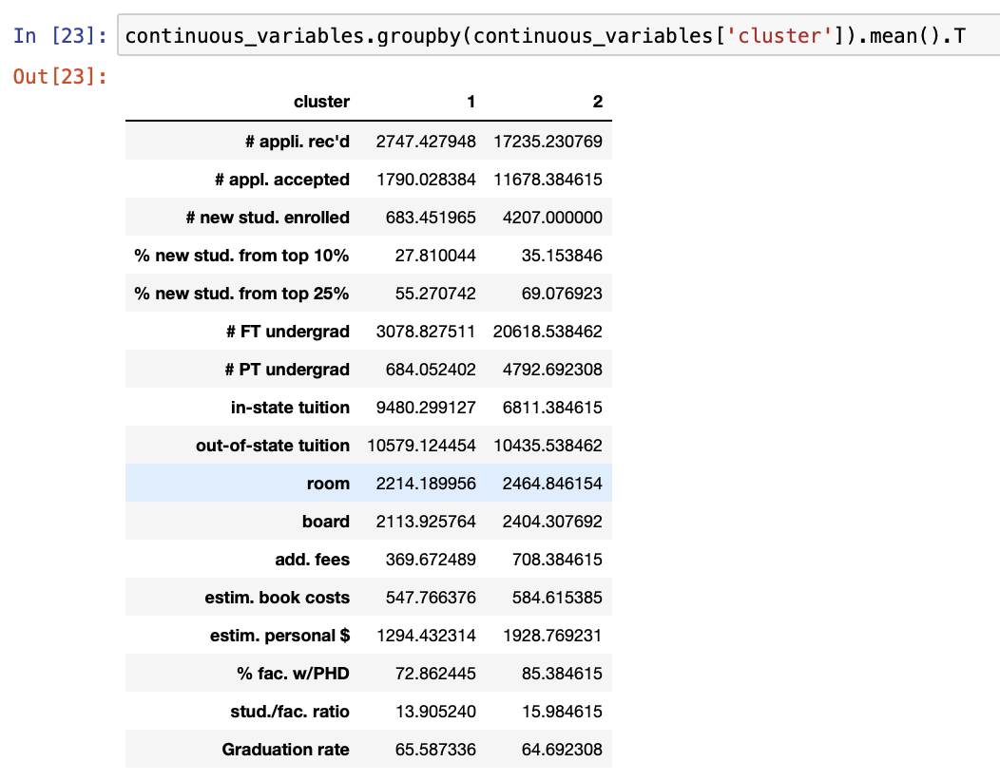 In [23]: continuous_variables.groupby(continuous_variables['cluster']).mean().T
Out[23]:
cluster 1 2
# appli. rec'd 2747.427948 17235.230769
# appl. accepted 1790.028384 11678.384615
# new stud. enrolled 683.451965 4207.000000
% new stud. from top 10% 27.810044 35.153846
% new stud. from top 25% 55.270742 69.076923
# FT undergrad 3078.827511 20618.538462
# PT undergrad 684.052402 4792.692308
in-state tuition 9480.299127 6811.384615
out-of-state tuition 10579.124454 10435.538462
room 2214.189956 2464.846154
board 2113.925764 2404.307692
add. fees 369.672489 708.384615
estim. book costs 547.766376 584.615385
estim. personal $ 1294.432314 1928.769231
% fac. w/PHD 72.862445 85.384615
stud./fac. ratio 13.905240 15.984615
Graduation rate 65.587336 64.692308